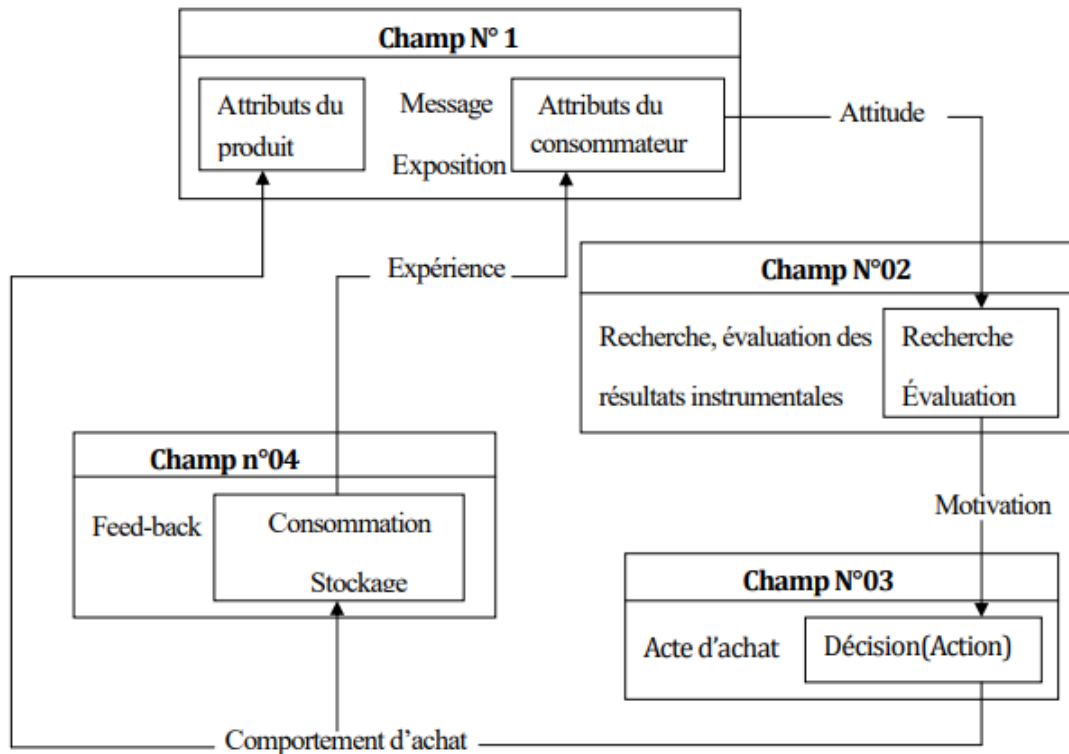 Champ N° 1
Attributs du
produit
Message
Exposition
Attributs du
consommateur
Attitude
Expérience
Champ N°02
Recherche, évaluation des
résultats instrumentales
Recherche
Évaluation
Champ n°04
Feed-back
Consommation
Stockage
Motivation
Champ N°03
Acte d'achat
Décision(Action)
Comportement d’achat